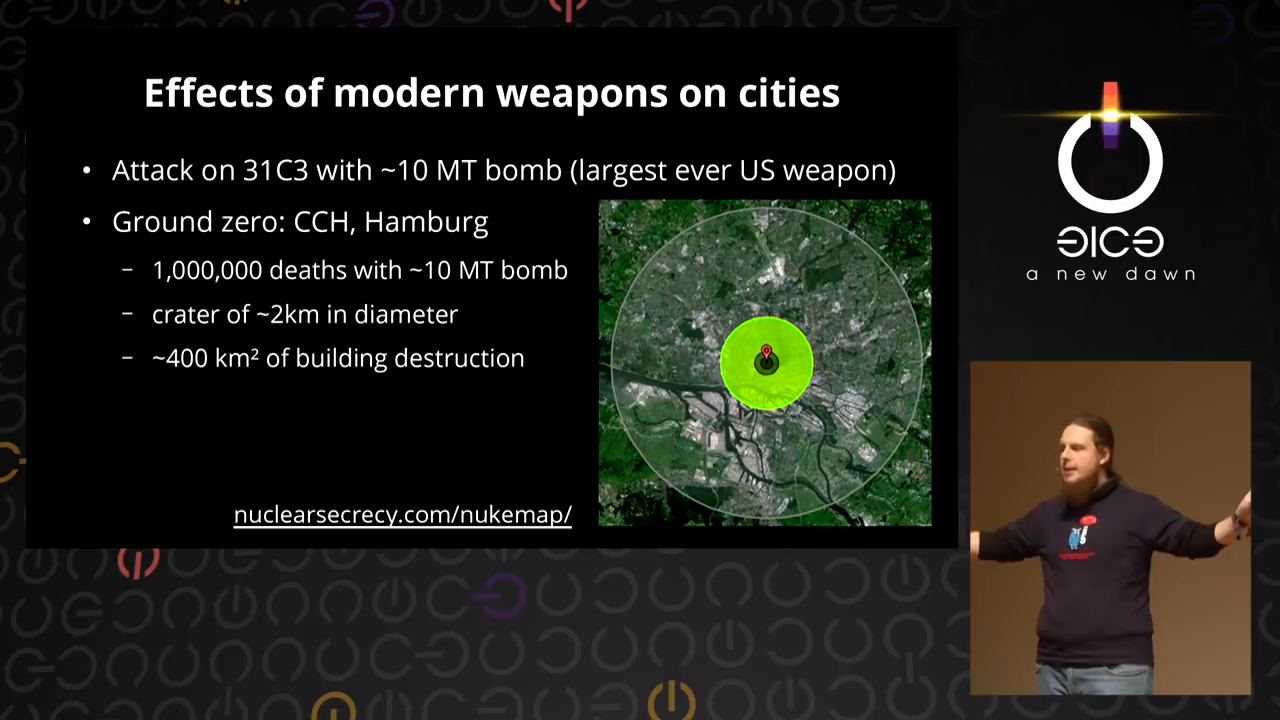 Effects of modern weapons on cities
• Attack on 31C3 with ~10 MT bomb (largest ever US weapon)
• Ground zero: CCH, Hamburg
– 1,000,000 deaths with ~10 MT bomb
– crater of ~2km in diameter
– ~400 km² of building destruction
nuclearsecrecy.com/nukemap/
31C3
a new dawn